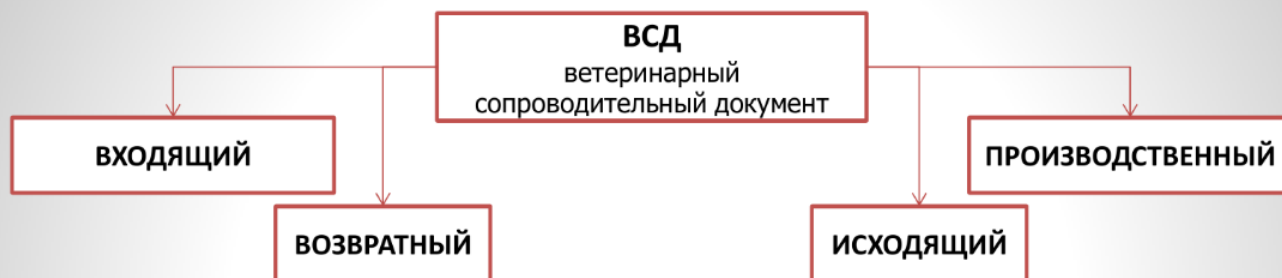 ВСД
ветеринарный
сопроводительный документ
ВХОДЯЩИЙ
ПРОИЗВОДСТВЕННЫЙ
ВОЗВРАТНЫЙ
ИСХОДЯЩИЙ